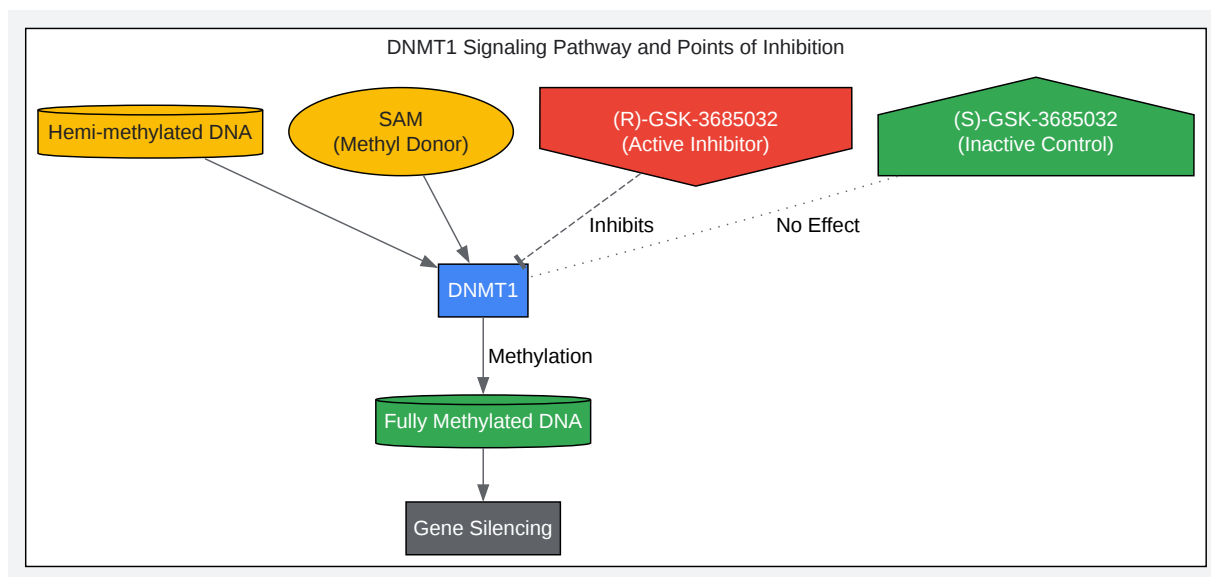 DNMT1 Signaling Pathway and Points of Inhibition
Hemi-methylated DNA
SAM
(Methyl Donor)
(R)-GSK-3685032
(Active Inhibitor)
(S)-GSK-3685032
(Inactive Control)
Inhibits
No Effect
DNMT1
Methylation
Fully Methylated DNA
Gene Silencing